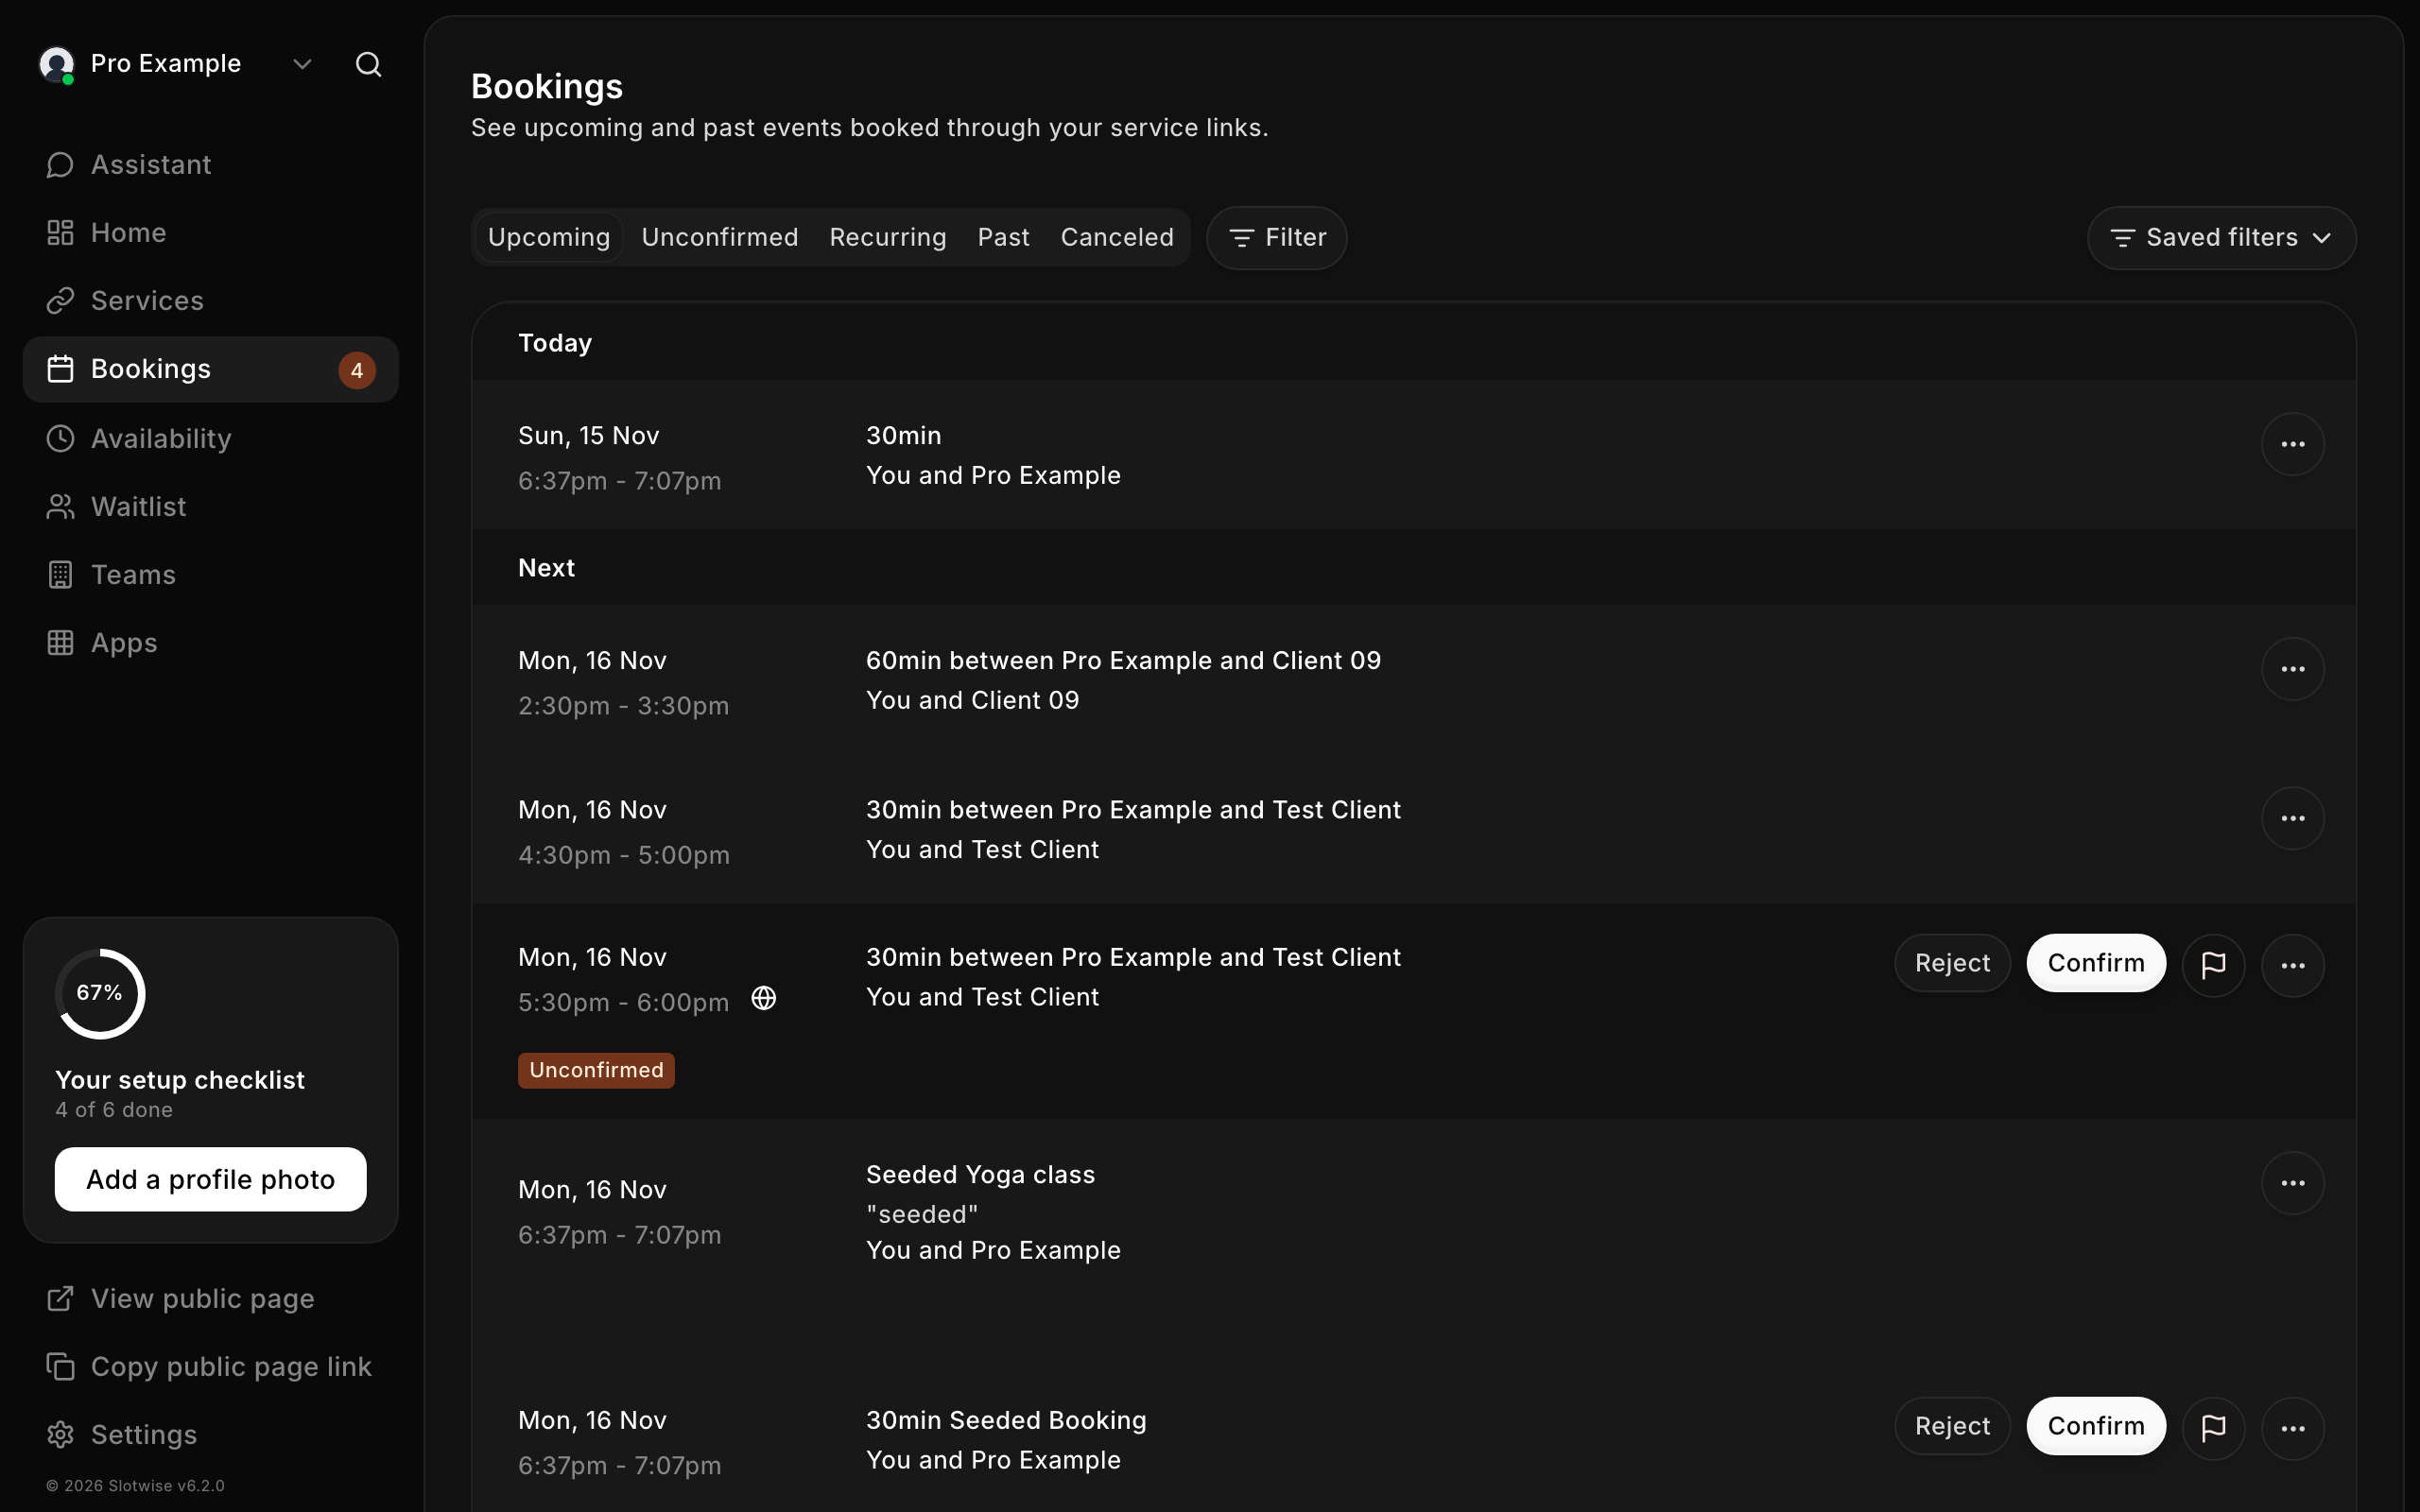 Pro Example
Assistant
Home
Services
Bookings
4
Availability
Waitlist
Teams
Apps
67%
Your setup checklist
4 of 6 done
Add a profile photo
View public page
Copy public page link
Settings
© 2026 Slotwise v6.2.0
Bookings
See upcoming and past events booked through your service links.
Upcoming Unconfirmed Recurring Past Canceled Filter Saved filters
Today
Sun, 15 Nov
6:37pm - 7:07pm
30min
You and Pro Example
Next
Mon, 16 Nov
2:30pm - 3:30pm
60min between Pro Example and Client 09
You and Client 09
Mon, 16 Nov
4:30pm - 5:00pm
30min between Pro Example and Test Client
You and Test Client
Mon, 16 Nov
5:30pm - 6:00pm
Unconfirmed
30min between Pro Example and Test Client
You and Test Client
Reject Confirm
Mon, 16 Nov
6:37pm - 7:07pm
Seeded Yoga class
"seeded"
You and Pro Example
Mon, 16 Nov
6:37pm - 7:07pm
30min Seeded Booking
You and Pro Example
Reject Confirm